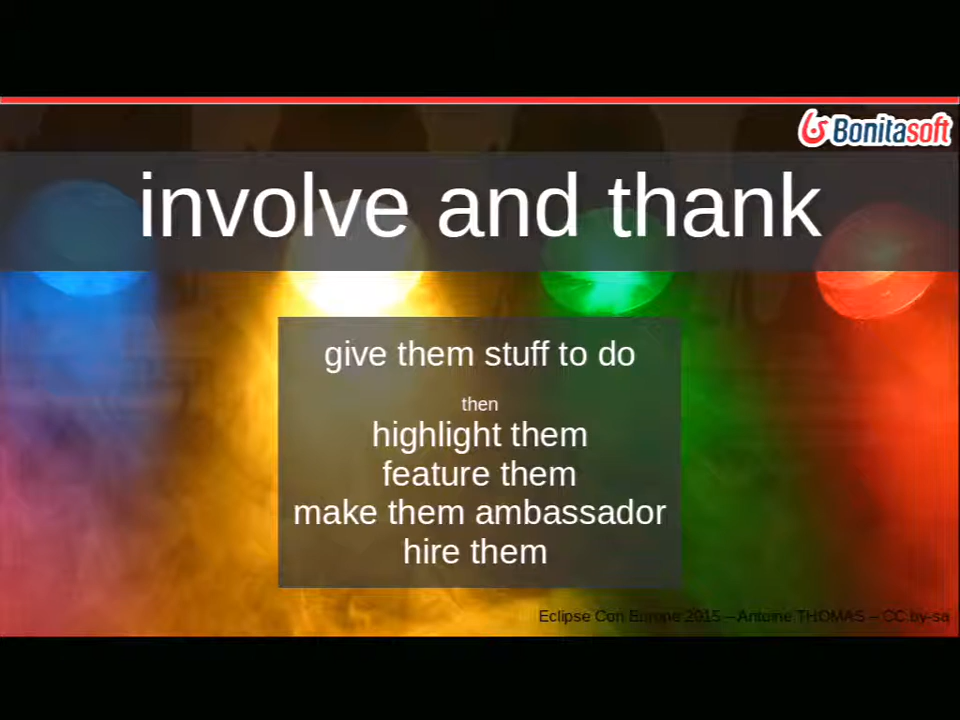 Bonitasoft
involve and thank
give them stuff to do
then
highlight them
feature them
make them ambassador
hire them
Eclipse Con Europe 2015 – Antoine THOMAS – CC by-sa